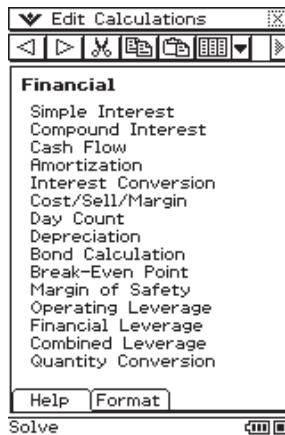 Edit Calculations
Financial
Simple Interest
Compound Interest
Cash Flow
Amortization
Interest Conversion
Cost/Sell/Margin
Day Count
Depreciation
Bond Calculation
Break-Even Point
Margin of Safety
Operating Leverage
Financial Leverage
Combined Leverage
Quantity Conversion
Help Format
Solve